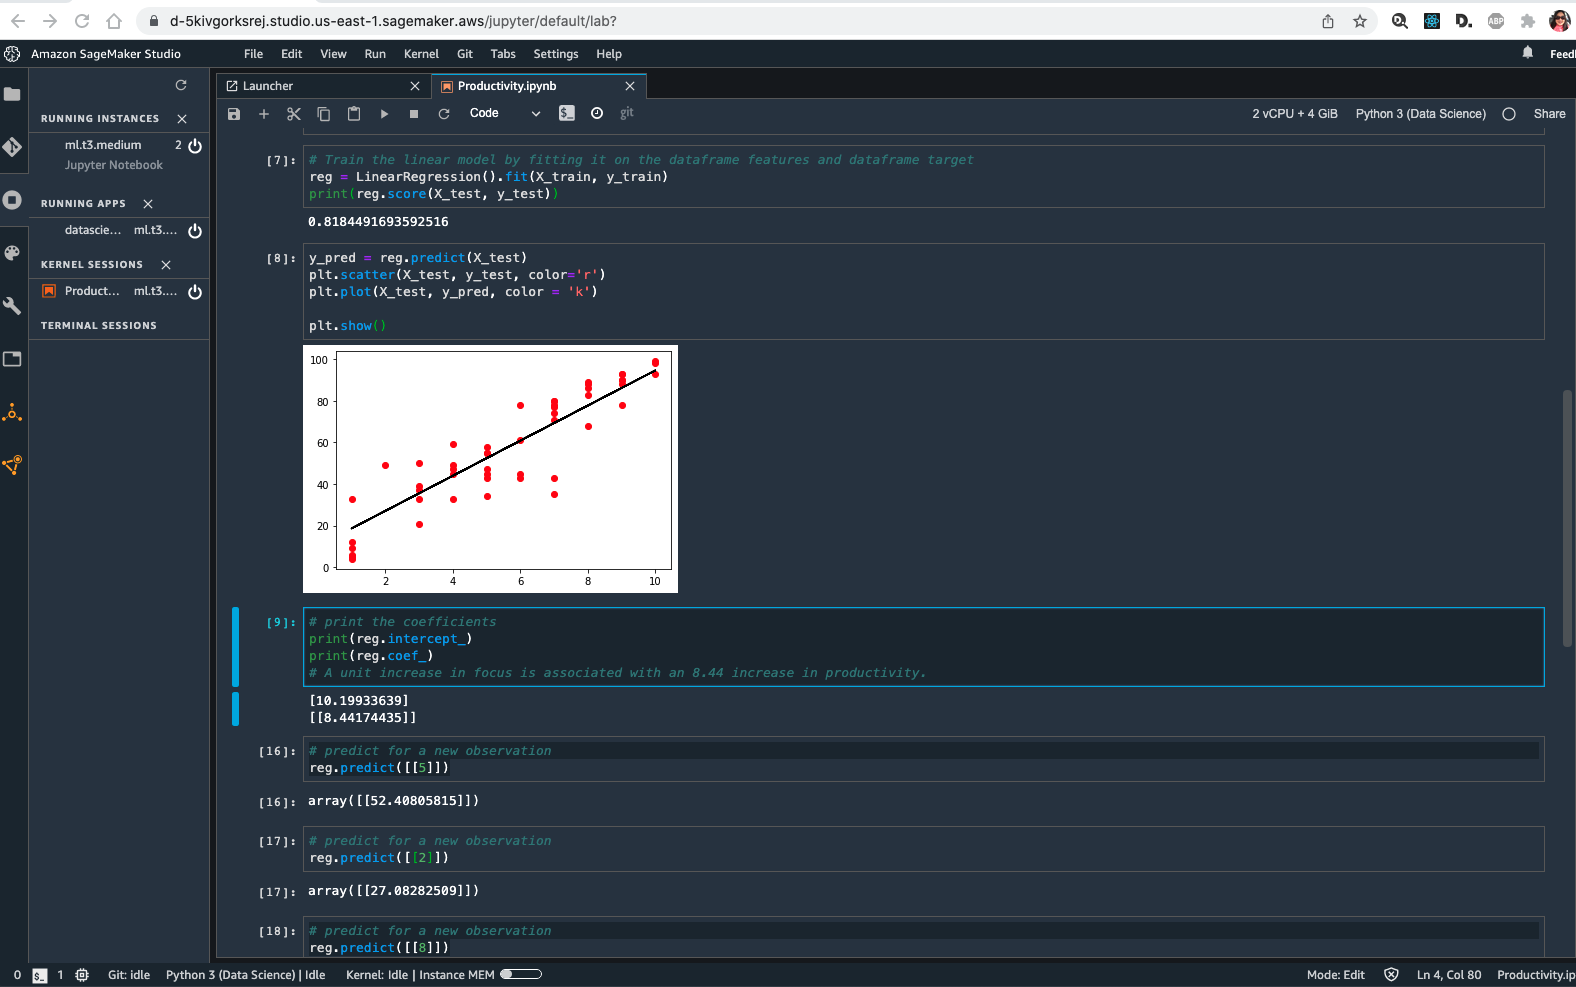 d-5kivgorksrej.studio.us-east-1.sagemaker.aws/jupyter/default/lab?
D.
ABP
Amazon SageMaker Studio
File Edit View Run Kernel Git Tabs Settings Help
Feed
Launcher
Productivity.ipynb
RUNNING INSTANCES
ml.t3.medium 2
Jupyter Notebook
RUNNING APPS
datascie... ml.t3....
KERNEL SESSIONS
Product... ml.t3....
TERMINAL SESSIONS
Code
$_
git
2 vCPU + 4 GiB Python 3 (Data Science) Share
[7]: # Train the linear model by fitting it on the dataframe features and dataframe target
reg = LinearRegression().fit(X_train, y_train)
print(reg.score(X_test, y_test))
0.8184491693592516
[8]: y_pred = reg.predict(X_test)
plt.scatter(X_test, y_test, color='r')
plt.plot(X_test, y_pred, color = 'k')
plt.show()
100
80
60
40
20
0
2 4 6 8 10
[9]: # print the coefficients
print(reg.intercept_)
print(reg.coef_)
# A unit increase in focus is associated with an 8.44 increase in productivity.
[10.19933639]
[[8.44174435]]
[16]: # predict for a new observation
reg.predict([[5]])
[16]: array([[52.40805815]])
[17]: # predict for a new observation
reg.predict([[2]])
[17]: array([[27.08282509]])
[18]: # predict for a new observation
reg.predict([[8]])
0 $_ 1 Git: idle Python 3 (Data Science) | Idle Kernel: Idle | Instance MEM Mode: Edit Ln 4, Col 80 Productivity.ip